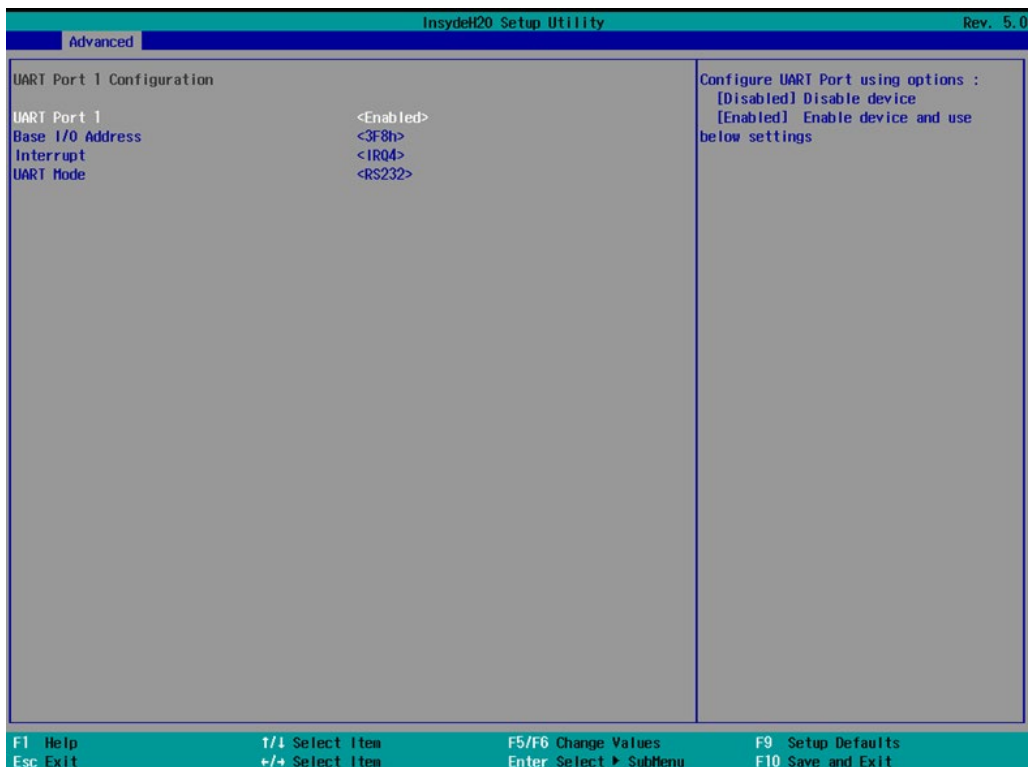 InsydeH20 Setup Utility Rev. 5.0
Advanced
UART Port 1 Configuration
UART Port 1 <Enabled>
Base I/O Address <3F8h>
Interrupt <IRQ4>
UART Mode <RS232>
Configure UART Port using options :
[Disabled] Disable device
[Enabled] Enable device and use
below settings
F1 Help ↑/↓ Select Item F5/F6 Change Values F9 Setup Defaults
Esc Exit ←/→ Select Item Enter Select ▶ SubMenu F10 Save and Exit